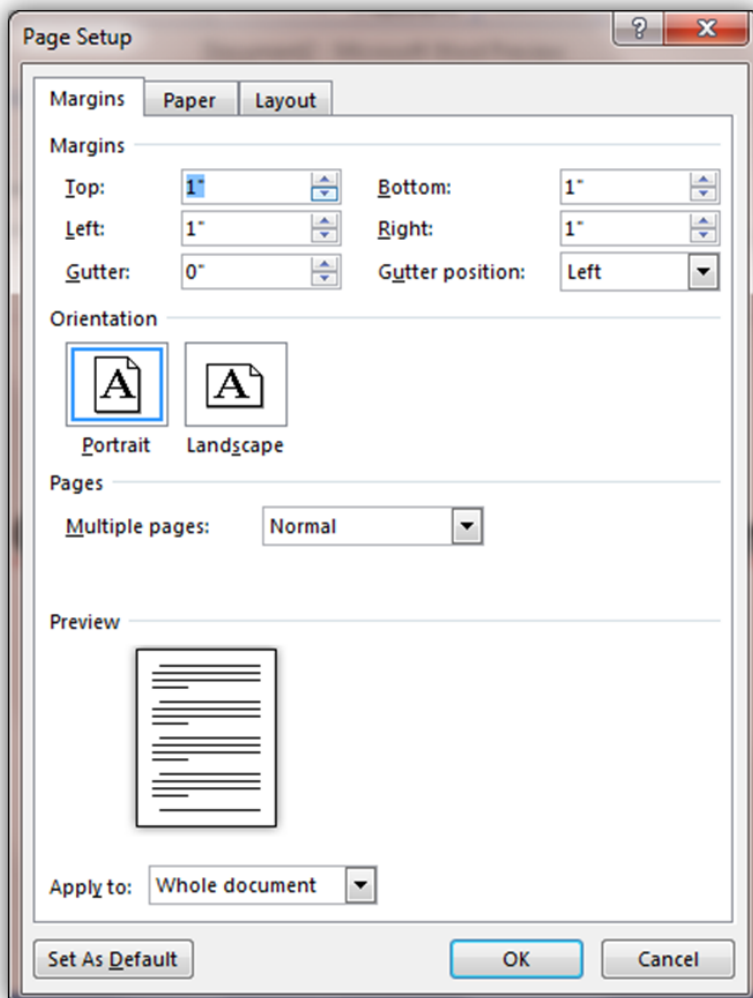 Page Setup
Margins Paper Layout
Margins
Top: 1" Bottom: 1"
Left: 1" Right: 1"
Gutter: 0" Gutter position: Left
Orientation
A A
Portrait Landscape
Pages
Multiple pages: Normal
Preview
Apply to: Whole document
Set As Default OK Cancel